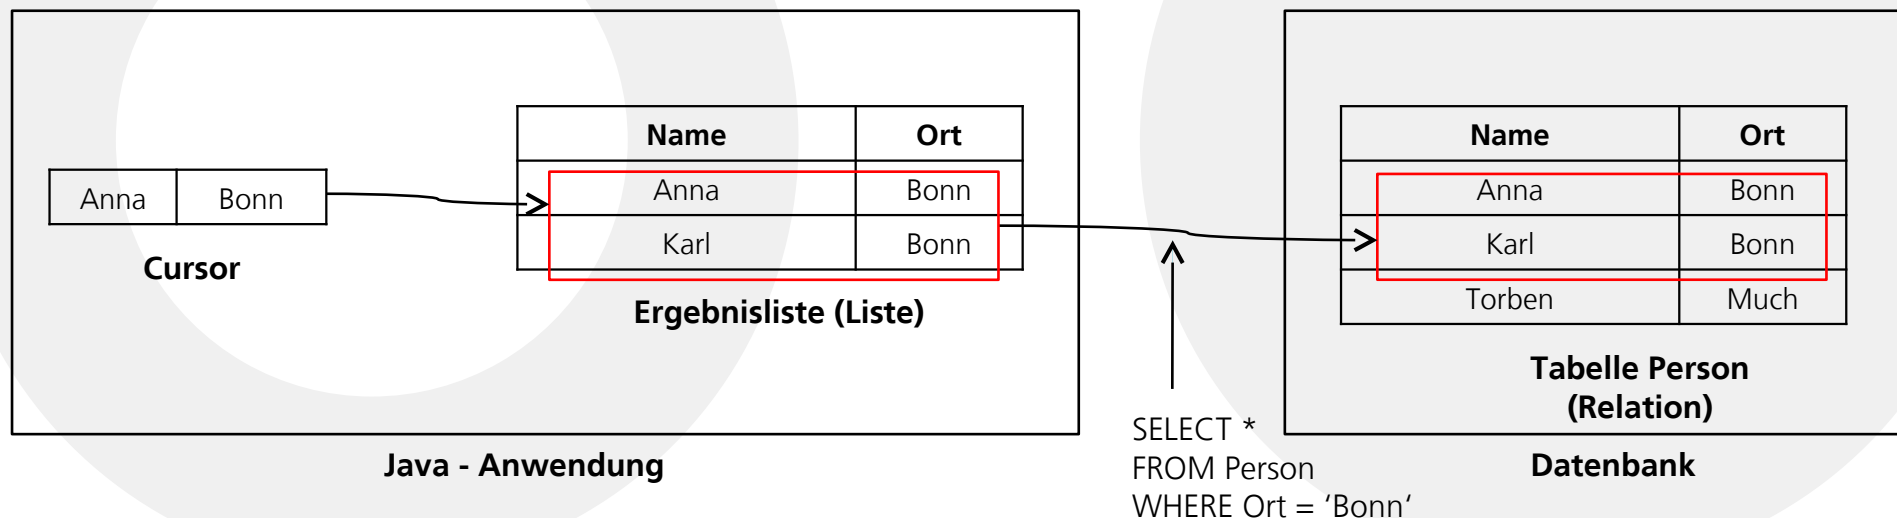 Anna Bonn
Cursor
Name Ort
Anna Bonn
Karl Bonn
Ergebnisliste (Liste)
Java - Anwendung
SELECT *
FROM Person
WHERE Ort = ‘Bonn‘
Name Ort
Anna Bonn
Karl Bonn
Torben Much
Tabelle Person
(Relation)
Datenbank